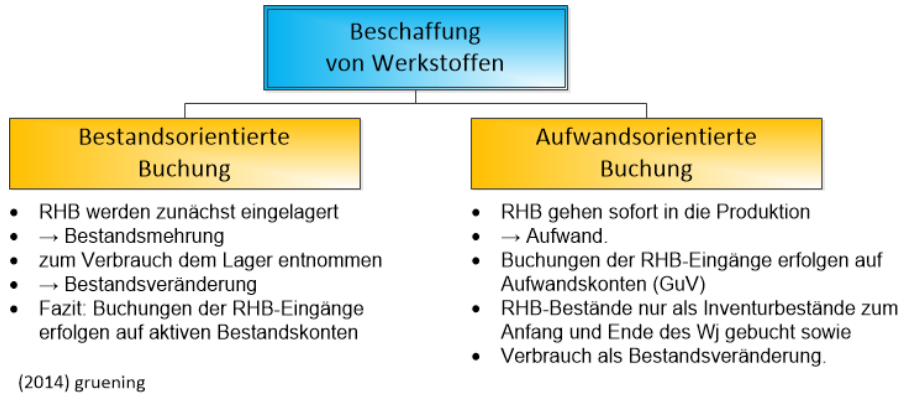 Beschaffung
von Werkstoffen
Bestandsorientierte
Buchung
• RHB werden zunächst eingelagert
• → Bestandsmehrung
• zum Verbrauch dem Lager entnommen
• → Bestandsveränderung
• Fazit: Buchungen der RHB-Eingänge
erfolgen auf aktiven Bestandskonten
Aufwandsorientierte
Buchung
• RHB gehen sofort in die Produktion
• → Aufwand.
• Buchungen der RHB-Eingänge erfolgen auf
Aufwandskonten (GuV)
• RHB-Bestände nur als Inventurbestände zum
Anfang und Ende des Wj gebucht sowie
• Verbrauch als Bestandsveränderung.
(2014) gruening